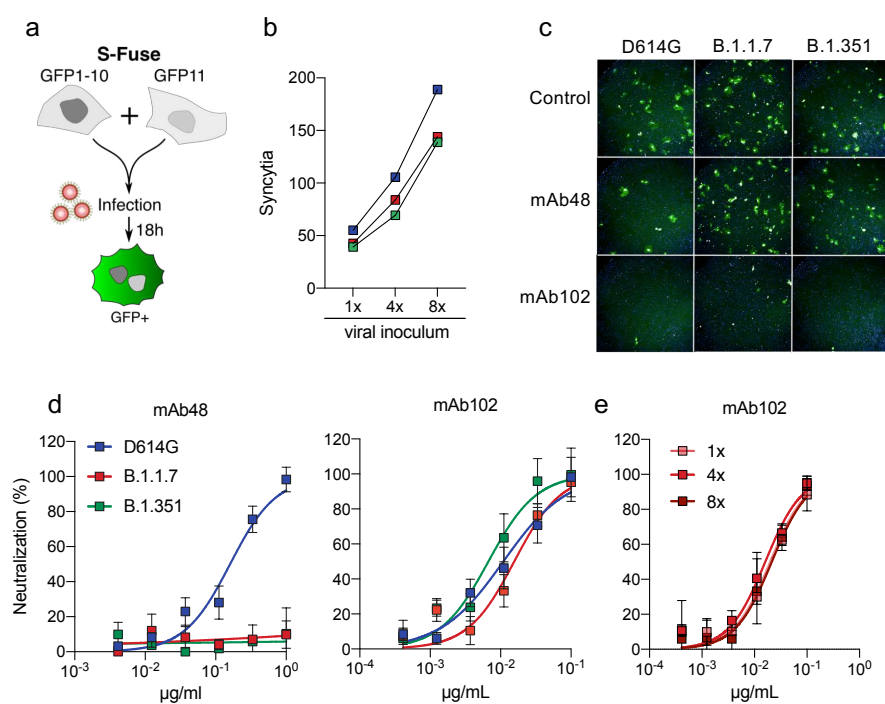 a
S-Fuse
GFP1-10
GFP11
+
Infection
18h
GFP+
b
200
150
100
50
0
Syncytia
1x 4x 8x
viral inoculum
c
D614G B.1.1.7 B.1.351
Control
mAb48
mAb102
d
mAb48
D614G
B.1.1.7
B.1.351
120
100
80
60
40
20
0
Neutralization (%)
10-3 10-2 10-1 100
µg/ml
mAb102
120
100
80
60
40
20
0
10-4 10-3 10-2 10-1
µg/mL
e
mAb102
1x
4x
8x
120
100
80
60
40
20
0
10-4 10-3 10-2 10-1 100
µg/mL